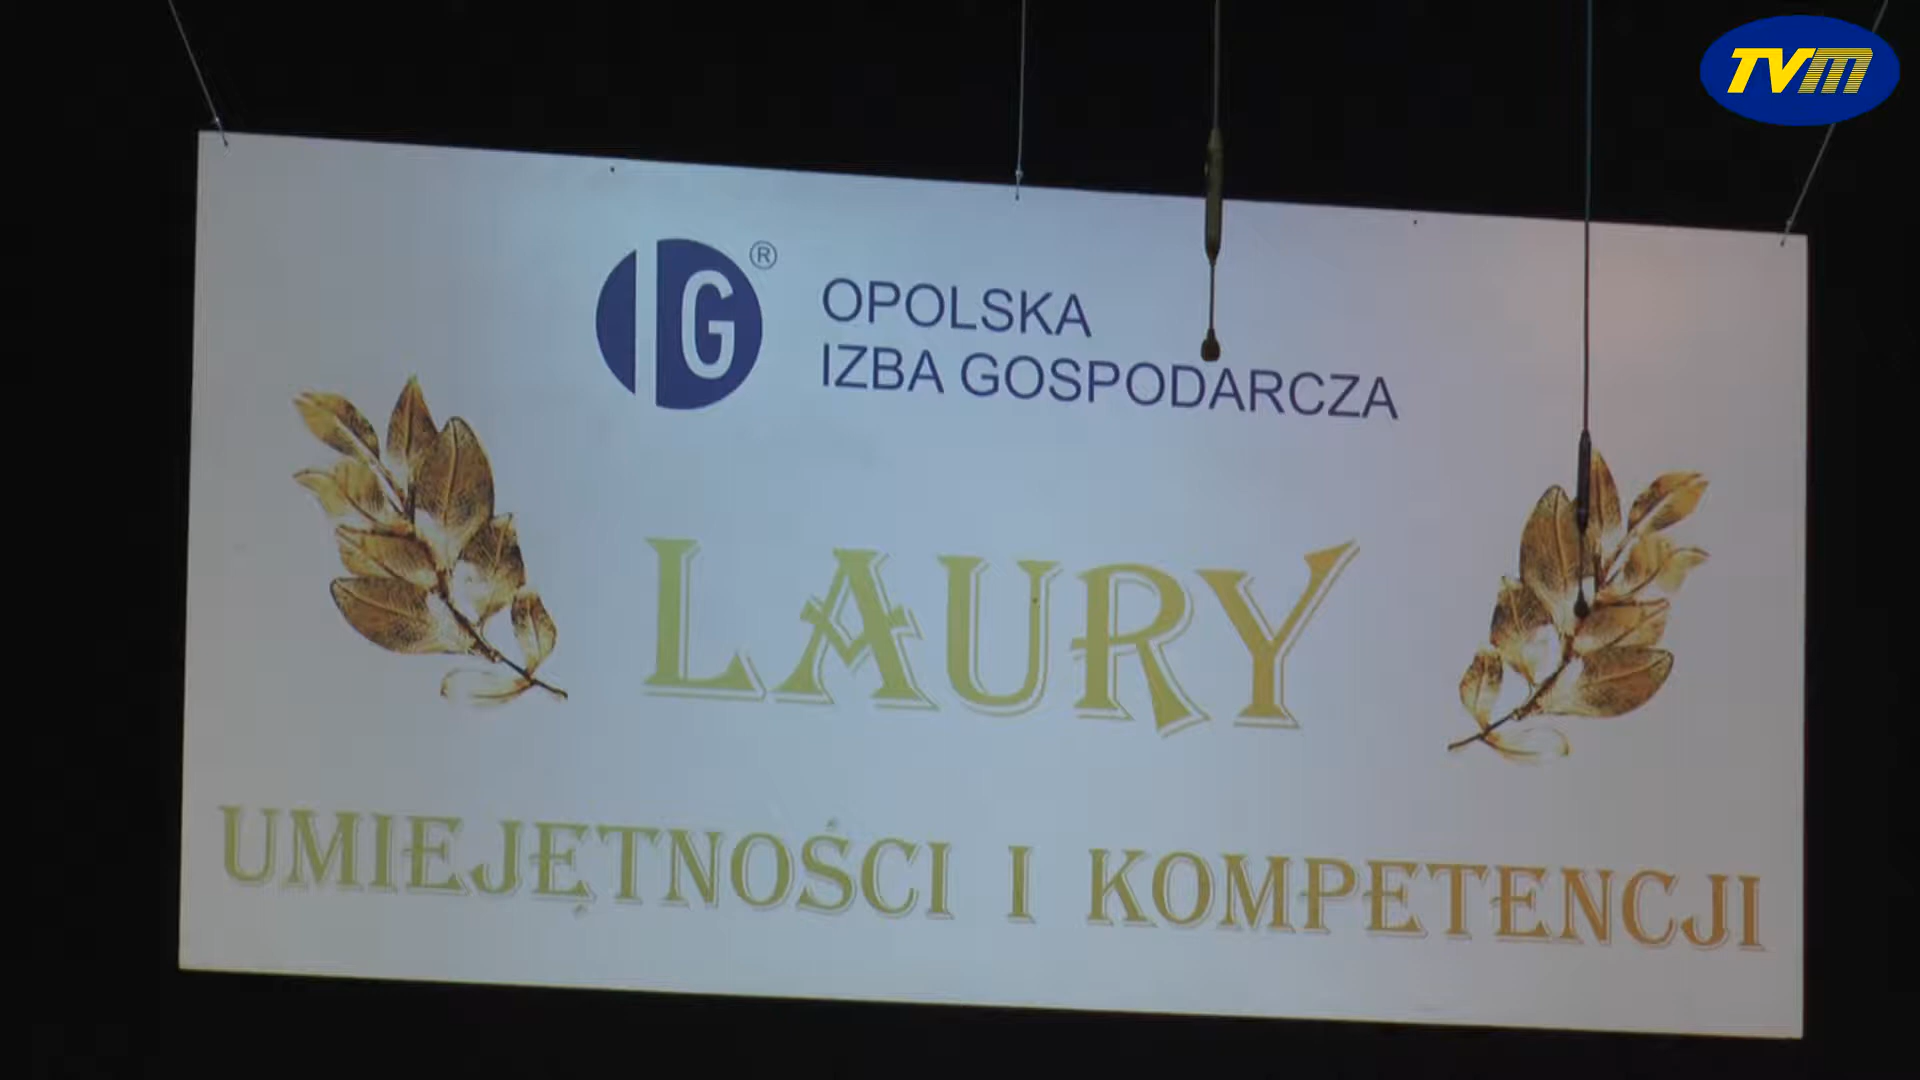 TVM
IG®
OPOLSKA
IZBA GOSPODARCZA
LAURY
UMIEJĘTNOŚCI I KOMPETENCJI